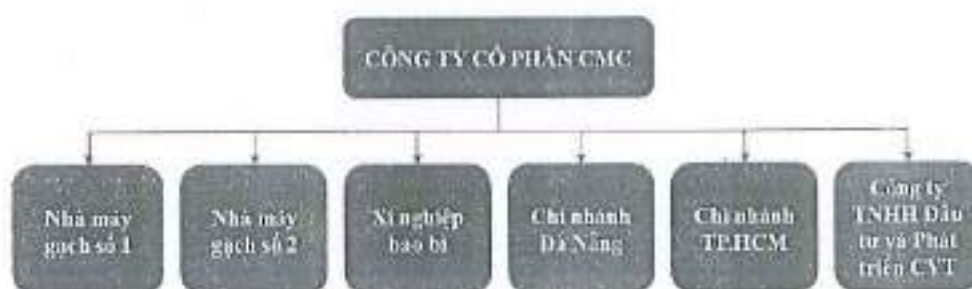 CÔNG TY CỔ PHẦN CMC
Nhà máy
gạch số 1
Nhà máy
gạch số 2
Xí nghiệp
bao bì
Chi nhánh
Đà Nẵng
Chi nhánh
TP.HCM
Công ty
TNHH Đầu
tư và Phát
triển CVT